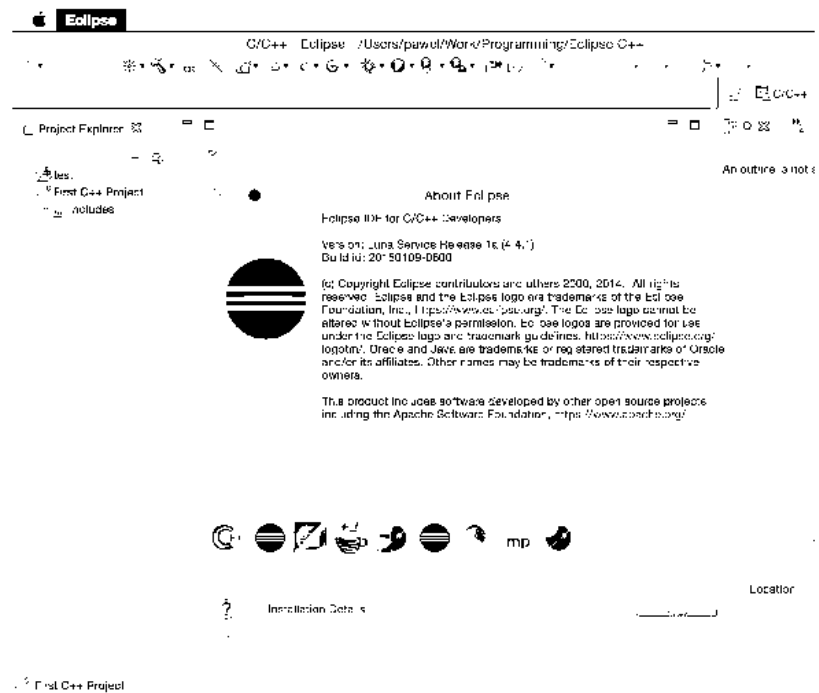 Eclipse
C/C++ Eclipse /Users/pawel/Work/Programming/Eclipse C++
C/C++
Project Explorer
An outline is not
First C++ Project
Includes
About Eclipse
Eclipse IDE for C/C++ Developers
Version: Luna Service Release 1a (4.4.1)
Build id: 20150109-0600
(c) Copyright Eclipse contributors and others 2000, 2014. All rights
reserved. Eclipse and the Eclipse logo are trademarks of the Eclipse
Foundation, Inc., https://www.eclipse.org/. The Eclipse logo cannot be
altered without Eclipse's permission. Eclipse logos are provided for use
under the Eclipse logo and trademark guidelines, https://www.eclipse.org/
logotm/. Oracle and Java are trademarks or registered trademarks of Oracle
and/or its affiliates. Other names may be trademarks of their respective
owners.
This product includes software developed by other open source projects
including the Apache Software Foundation, https://www.apache.org/
mp
Location
?
Installation Details
First C++ Project